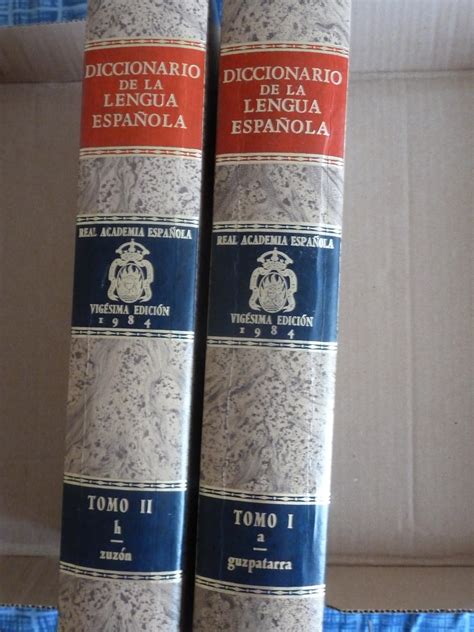 DICCIONARIO
DE LA
LENGUA
ESPAÑOLA
REAL ACADEMIA ESPAÑOLA
VIGÉSIMA EDICIÓN
1984
TOMO II
h
zuzón
DICCIONARIO
DE LA
LENGUA
ESPAÑOLA
REAL ACADEMIA ESPAÑOLA
VIGÉSIMA EDICIÓN
1984
TOMO I
a
guzpatarra